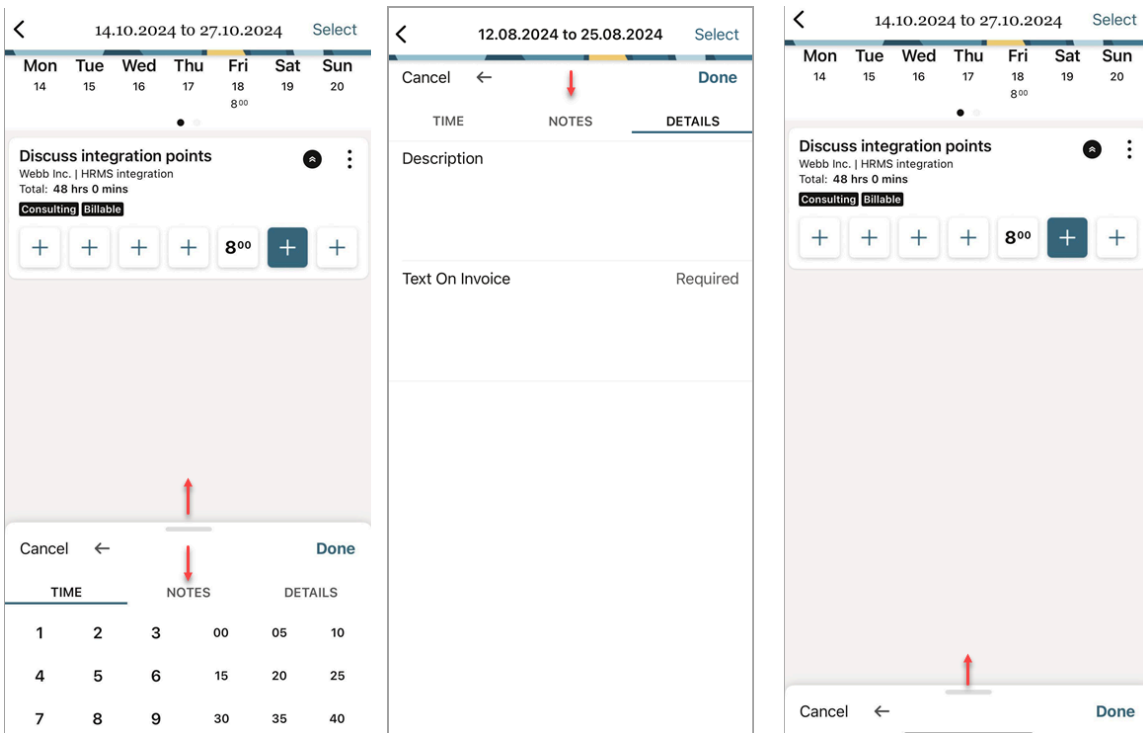 14.10.2024 to 27.10.2024 Select
Mon Tue Wed Thu Fri Sat Sun
14 15 16 17 18 19 20
8⁰⁰
Discuss integration points
Webb Inc. | HRMS integration
Total: 48 hrs 0 mins
Consulting Billable
+ + + + 8⁰⁰ + +
Cancel ← Done
TIME NOTES DETAILS
1 2 3 00 05 10
4 5 6 15 20 25
7 8 9 30 35 40
12.08.2024 to 25.08.2024 Select
Cancel ← Done
TIME NOTES DETAILS
Description
Text On Invoice Required
14.10.2024 to 27.10.2024 Select
Mon Tue Wed Thu Fri Sat Sun
14 15 16 17 18 19 20
8⁰⁰
Discuss integration points
Webb Inc. | HRMS integration
Total: 48 hrs 0 mins
Consulting Billable
+ + + + 8⁰⁰ + +
Cancel ← Done